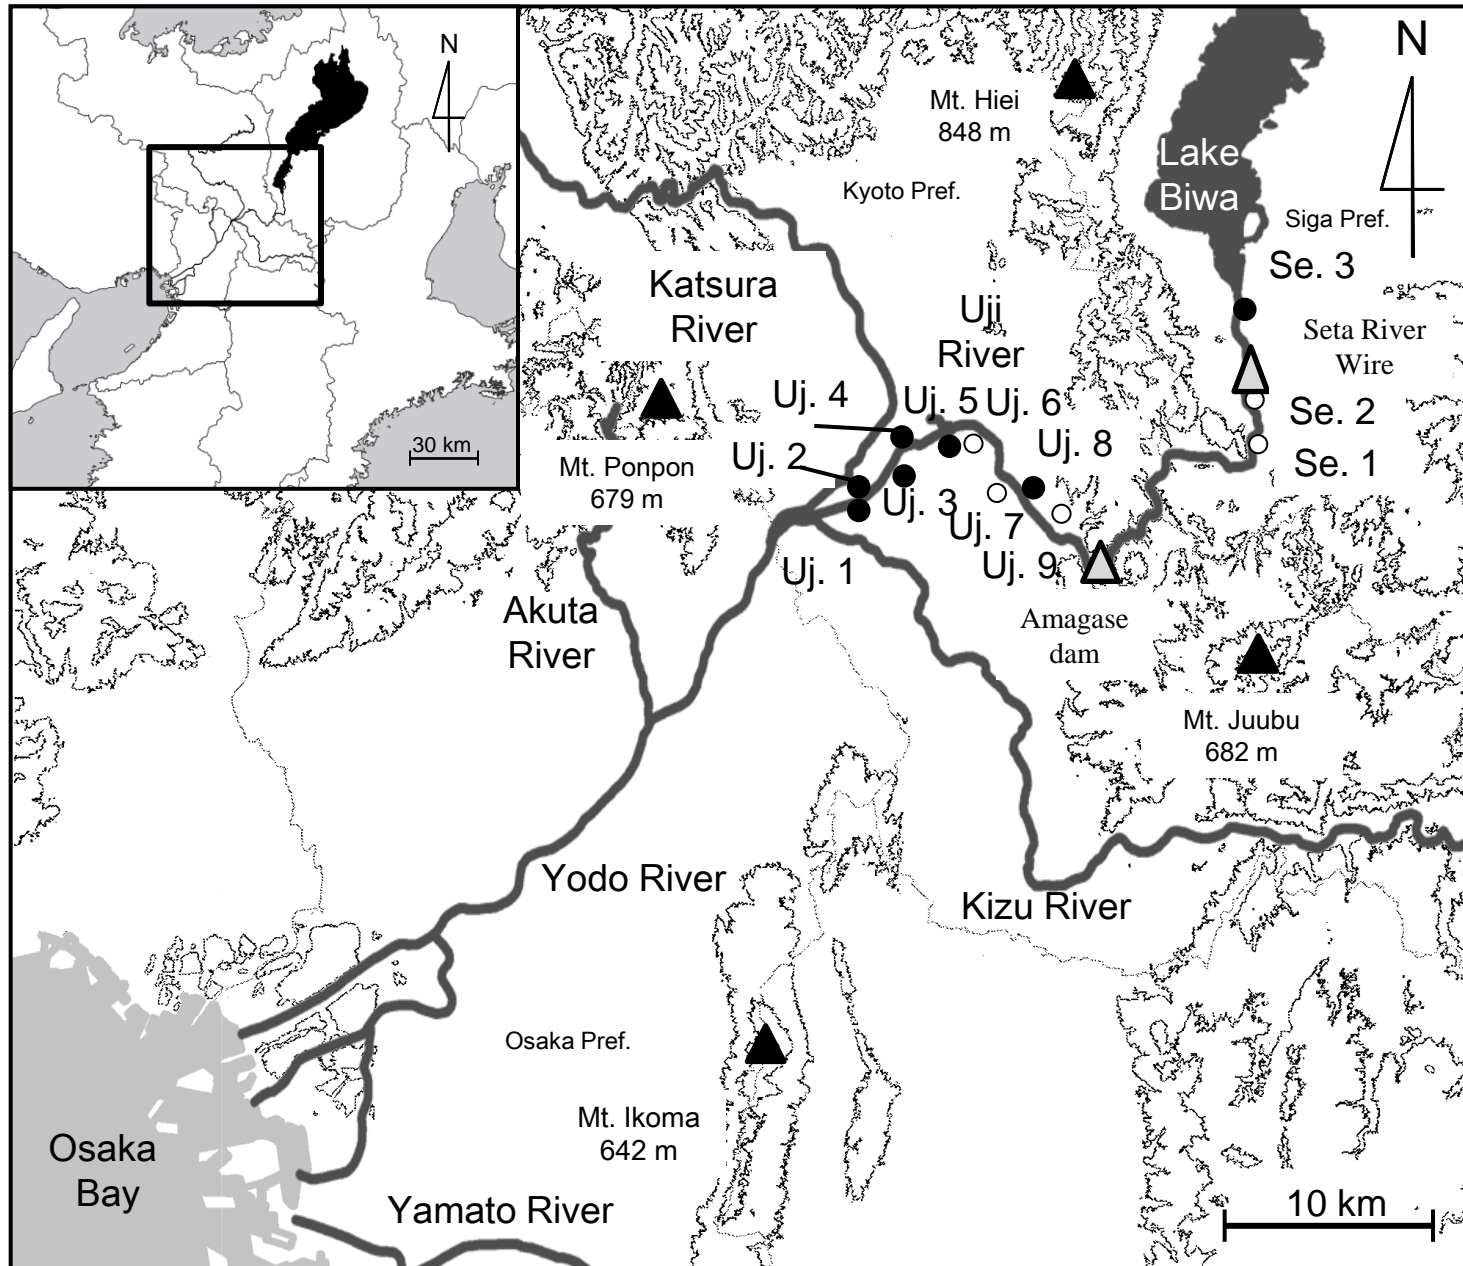 N
30 km
N
Mt. Hiei
848 m
Lake
Biwa
Kyoto Pref.
Siga Pref.
Se. 3
Katsura
River
Uji
River
Seta River
Wire
Uj. 4
Uj. 5
Uj. 6
Se. 2
Uj. 8
Mt. Ponpon
679 m
Uj. 2
Se. 1
Uj. 3
Uj. 7
Uj. 1
Uj. 9
Akuta
River
Amagase
dam
Mt. Juubu
682 m
Yodo River
Kizu River
Osaka Pref.
Mt. Ikoma
642 m
Osaka
Bay
Yamato River
10 km